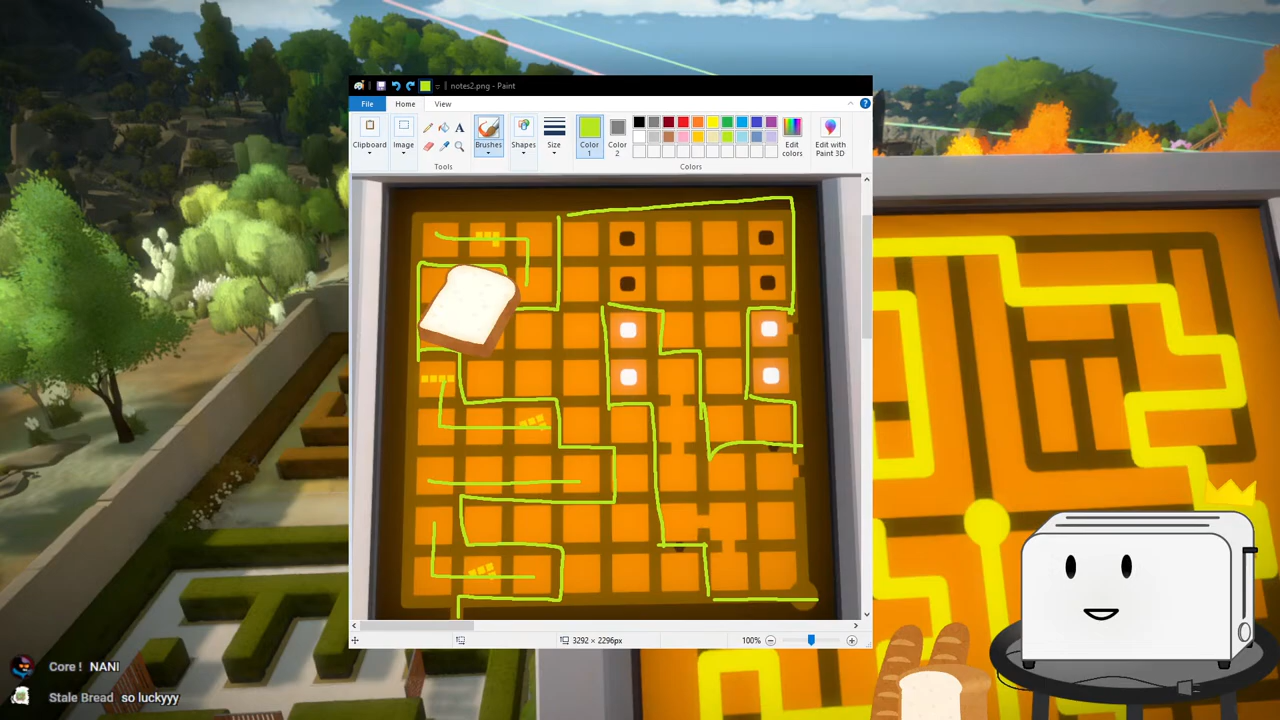 notes2.png - Paint
File Home View
Clipboard
Image
Tools
A
Brushes
Shapes
Size
Color 1
Color 2
Edit colors
Edit with Paint 3D
Colors
3292 × 2296px
100%
Core ! NANI
Stale Bread so luckyyy